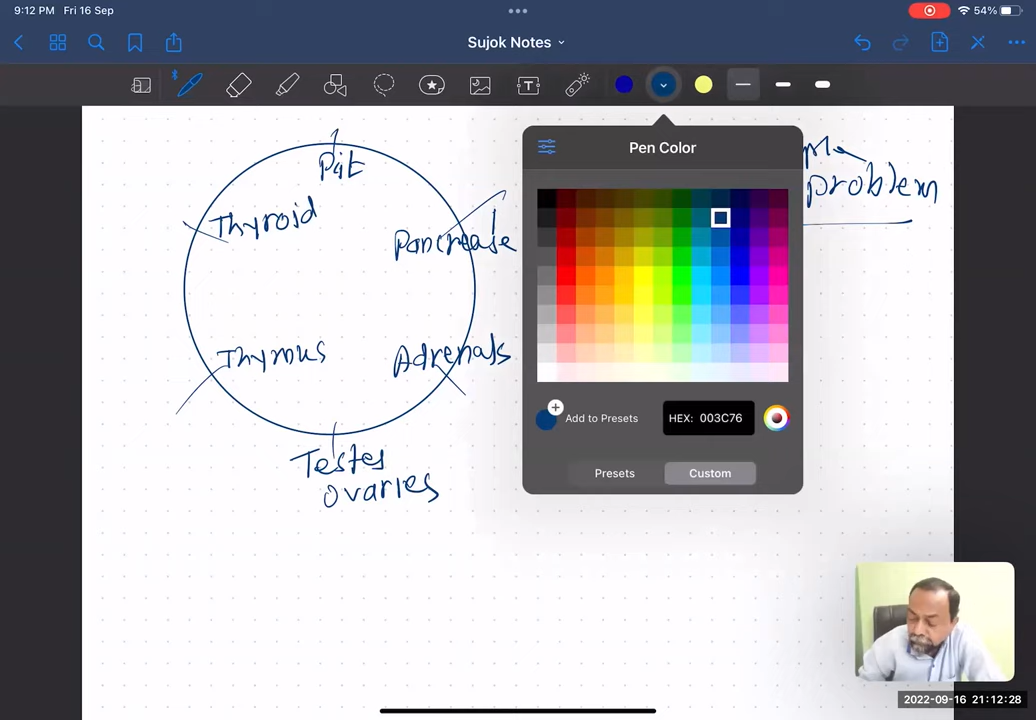 9:12 PM Fri 16 Sep
54%
Sujok Notes
Pit
Thyroid
Pancrease
Thymus
Adrenals
Testes
ovaries
problem
Pen Color
Add to Presets
HEX: 003C76
Presets
Custom
2022-09-16 21:12:28